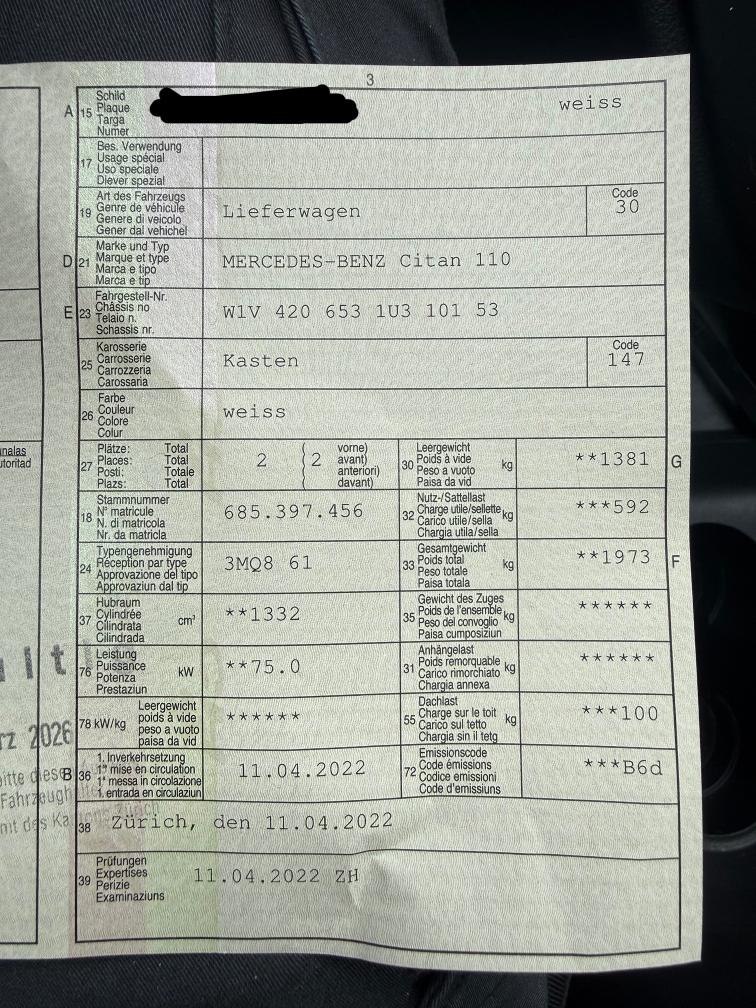 3
A 15 Schild
Plaque
Targa
Numer
weiss
17 Bes. Verwendung
Usage spécial
Uso speciale
Diever spezial
19 Art des Fahrzeugs
Genre de véhicule
Genere di veicolo
Gener dal vehichel
Lieferwagen
Code
30
D 21 Marke und Typ
Marque et type
Marca e tipo
Marca e tip
MERCEDES-BENZ Citan 110
E 23 Fahrgestell-Nr.
Châssis no
Telaio n.
Schassis nr.
W1V 420 653 1U3 101 53
25 Karosserie
Carrosserie
Carrozzeria
Carossaria
Kasten
Code
147
26 Farbe
Couleur
Colore
Colur
weiss
27 Plätze: Total
Places: Total
Posti: Totale
Plazs: Total
2 (2 vorne)
avant)
anteriori)
davant)
30 Leergewicht
Poids à vide
Peso a vuoto
Paisa da vid
kg
**1381 G
18 Stammnummer
N° matricule
N. di matricola
Nr. da matricla
685.397.456
32 Nutz-/Sattellast
Charge utile/sellette
Carico utile/sella
Chargia utila/sella
kg
***592
24 Typengenehmigung
Réception par type
Approvazione del tipo
Approvaziun dal tip
3MQ8 61
33 Gesamtgewicht
Poids total
Peso totale
Paisa totala
kg
**1973 F
37 Hubraum
Cylindrée
Cilindrata
Cilindrada
cm³
**1332
35 Gewicht des Zuges
Poids de l'ensemble
Peso del convoglio
Paisa cumposiziun
kg
******
76 Leistung
Puissance
Potenza
Prestaziun
kW
**75.0
31 Anhängelast
Poids remorquable
Carico rimorchiato
Chargia annexa
kg
******
78 kW/kg Leergewicht
poids à vide
peso a vuoto
paisa da vid
******
55 Dachlast
Charge sur le toit
Carico sul tetto
Chargia sin il tetg
kg
***100
B 36 1. Inverkehrsetzung
1re mise en circulation
1a messa in circolazione
1. entrada en circulaziun
11.04.2022
72 Emissionscode
Code émissions
Codice emissioni
Code d'emissiuns
***B6d
38 Zürich, den 11.04.2022
39 Prüfungen
Expertises
Perizie
Examinaziuns
11.04.2022 ZH
2026